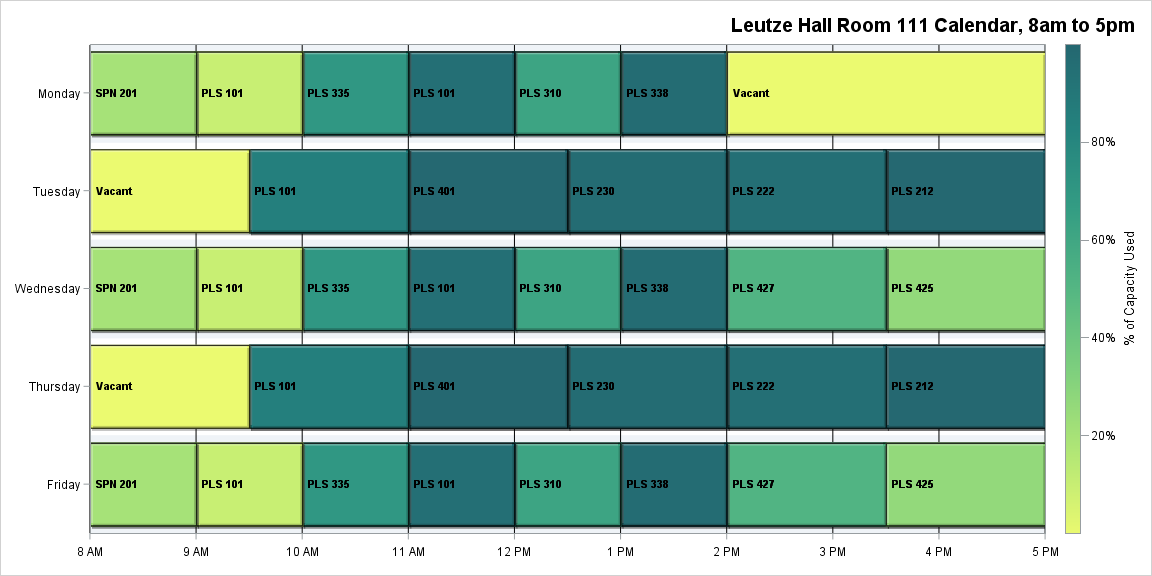 Leutze Hall Room 111 Calendar, 8am to 5pm
Monday
SPN 201
PLS 101
PLS 335
PLS 101
PLS 310
PLS 338
Vacant
Tuesday
Vacant
PLS 101
PLS 401
PLS 230
PLS 222
PLS 212
Wednesday
SPN 201
PLS 101
PLS 335
PLS 101
PLS 310
PLS 338
PLS 427
PLS 425
Thursday
Vacant
PLS 101
PLS 401
PLS 230
PLS 222
PLS 212
Friday
SPN 201
PLS 101
PLS 335
PLS 101
PLS 310
PLS 338
PLS 427
PLS 425
8 AM
9 AM
10 AM
11 AM
12 PM
1 PM
2 PM
3 PM
4 PM
5 PM
80%
60%
40%
20%
% of Capacity Used